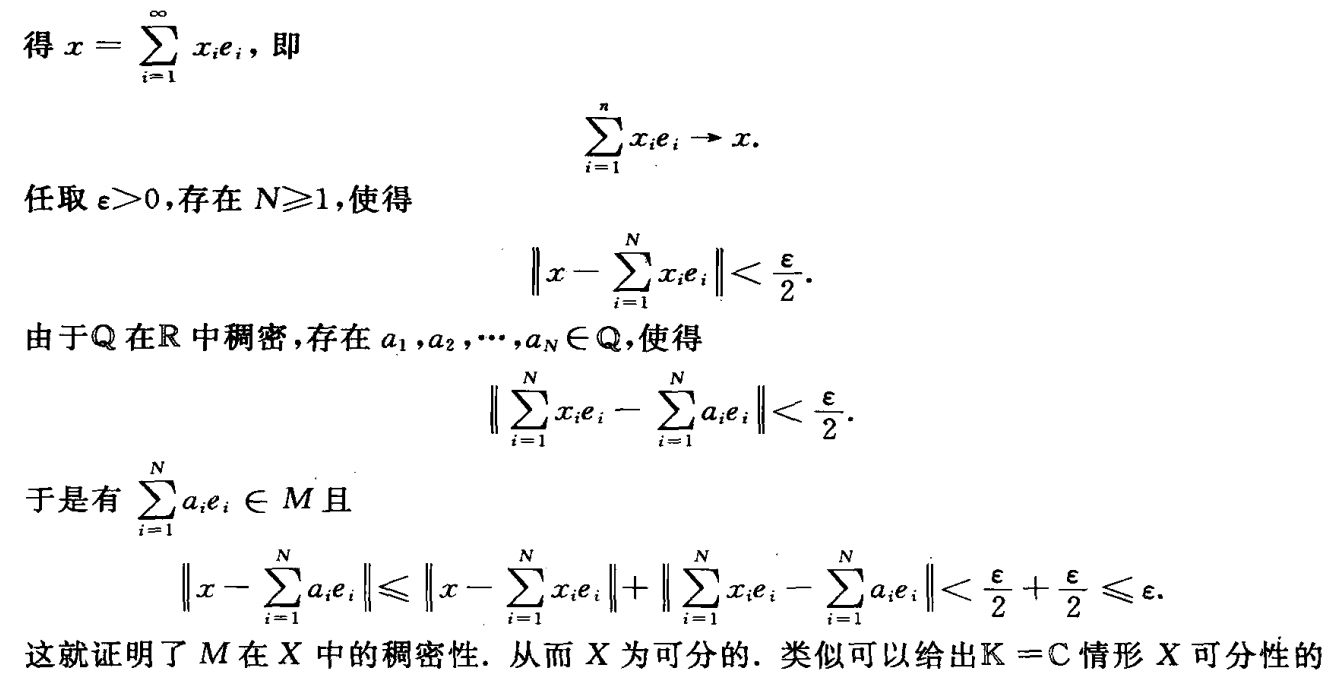 得 $x = \sum_{i=1}^{\infty} x_i e_i$，即
$$\sum_{i=1}^{n} x_i e_i \to x.$$
任取 ε>0,存在 N≥1,使得
$$\left\| x - \sum_{i=1}^{N} x_i e_i \right\| < \frac{\varepsilon}{2}.$$
由于$\mathbb{Q}$ 在$\mathbb{R}$ 中稠密,存在 $a_1, a_2, \cdots, a_N \in \mathbb{Q}$,使得
$$\left\| \sum_{i=1}^{N} x_i e_i - \sum_{i=1}^{N} a_i e_i \right\| < \frac{\varepsilon}{2}.$$
于是有 $\sum_{i=1}^{N} a_i e_i \in M$ 且
$$\left\| x - \sum_{i=1}^{N} a_i e_i \right\| \leqslant \left\| x - \sum_{i=1}^{N} x_i e_i \right\| + \left\| \sum_{i=1}^{N} x_i e_i - \sum_{i=1}^{N} a_i e_i \right\| < \frac{\varepsilon}{2} + \frac{\varepsilon}{2} \leqslant \varepsilon.$$
这就证明了 M 在 X 中的稠密性. 从而 X 为可分的. 类似可以给出$\mathbb{K} = \mathbb{C}$ 情形 X 可分性的